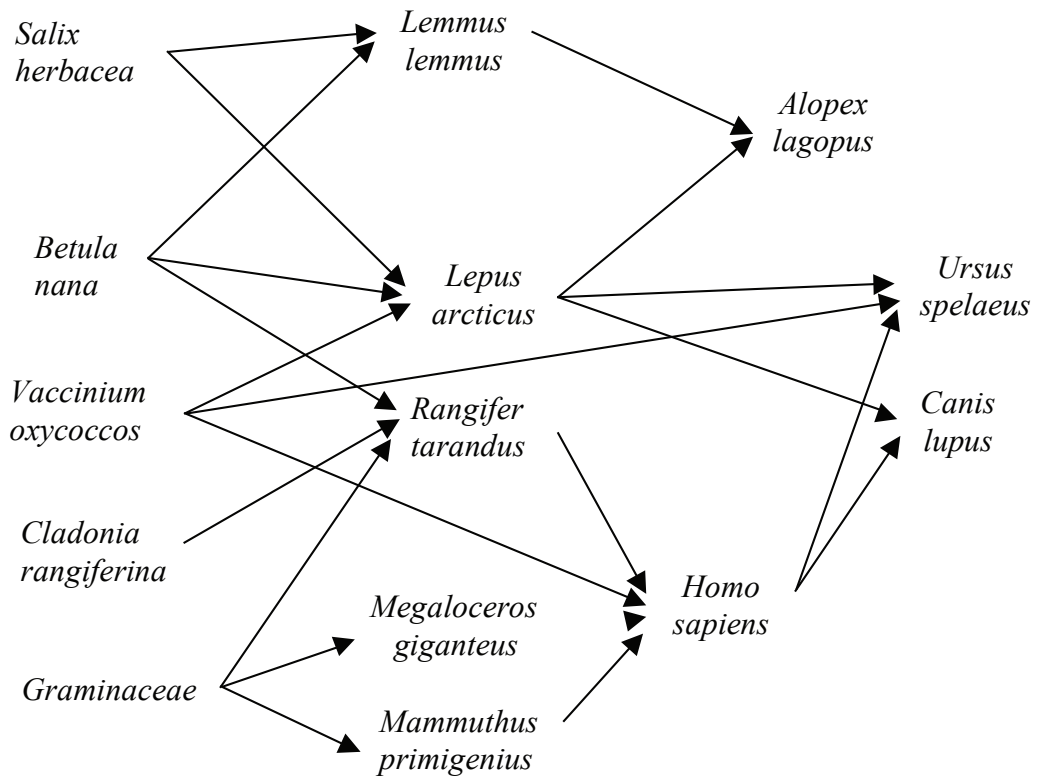 Salix
herbacea
Lemmus
lemmus
Alopex
lagopus
Betula
nana
Lepus
arcticus
Ursus
spelaeus
Vaccinium
oxycoccos
Rangifer
tarandus
Canis
lupus
Cladonia
rangiferina
Megaloceros
giganteus
Homo
sapiens
Graminaceae
Mammuthus
primigenius